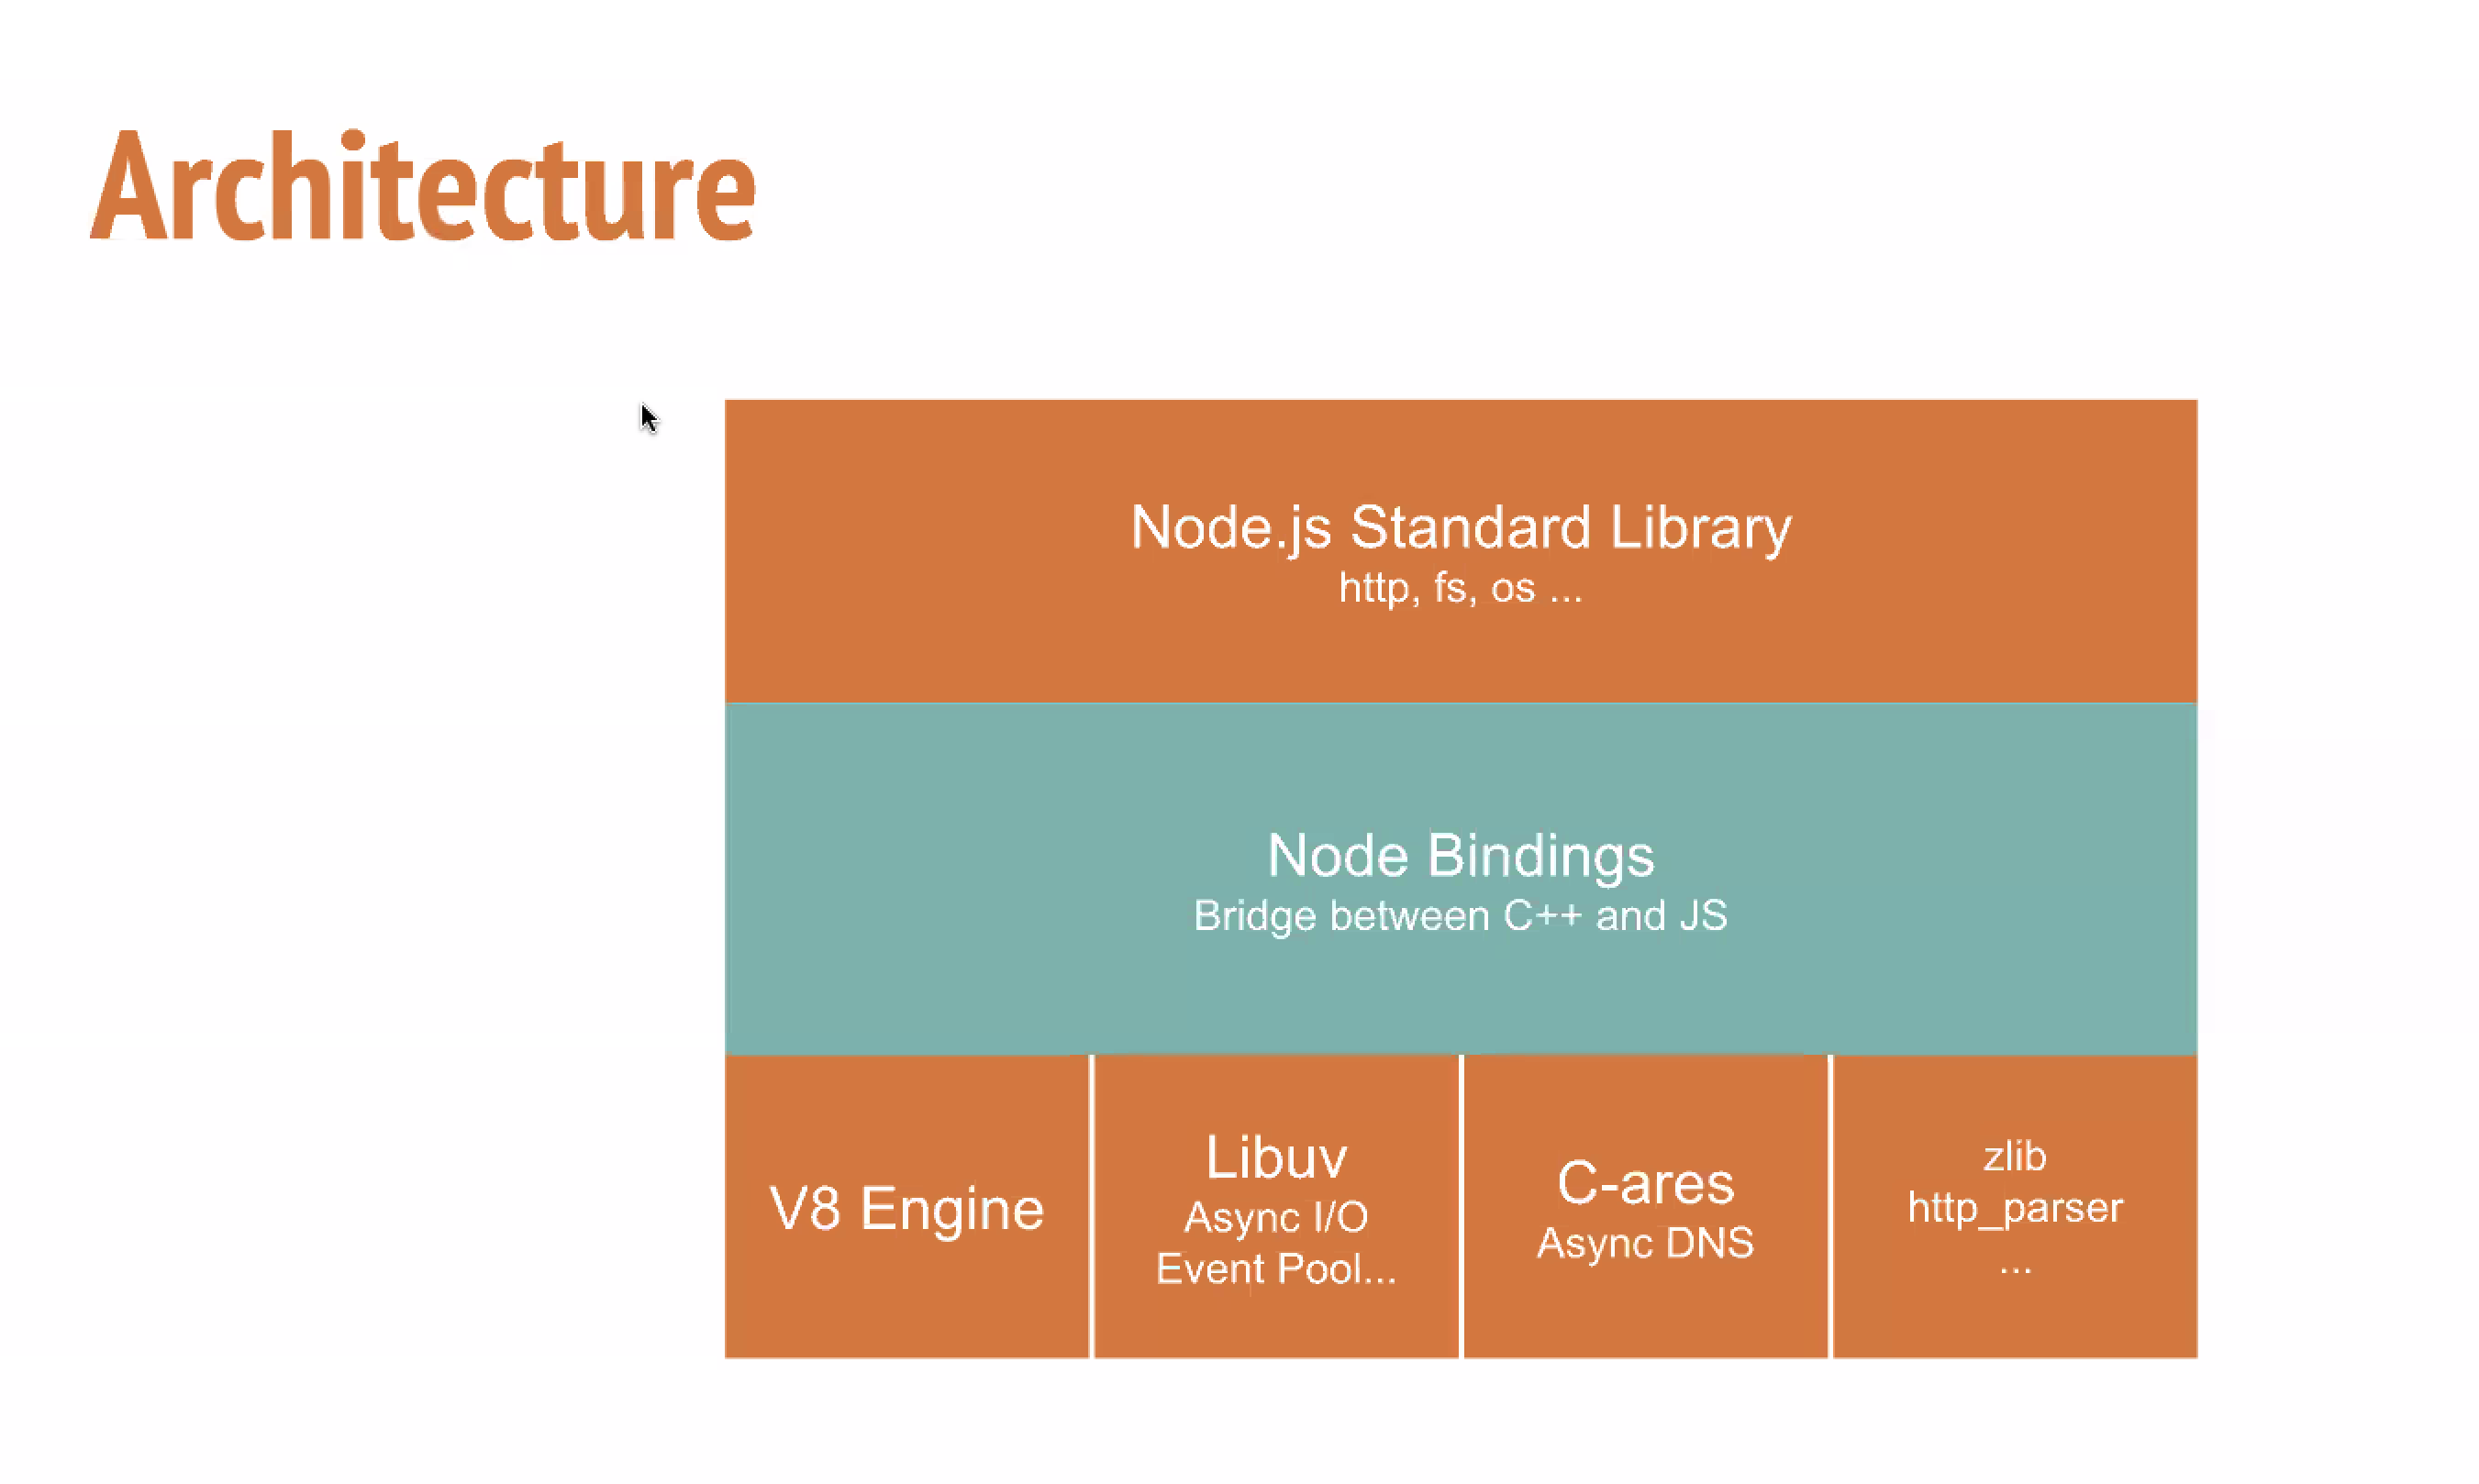 Architecture
Node.js Standard Library
http, fs, os ...
Node Bindings
Bridge between C++ and JS
V8 Engine
Libuv
Async I/O
Event Pool...
C-ares
Async DNS
zlib
http_parser
...